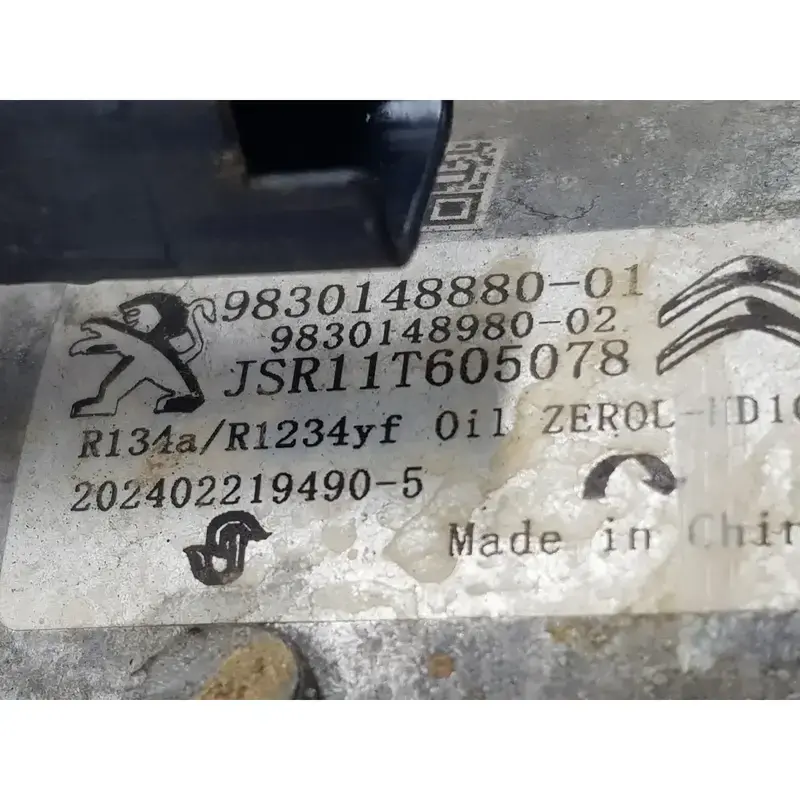 9830148880-01
9830148980-02
JSR11T605078
R134a/R1234yf Oil ZEROL-
202402219490-5
Made in